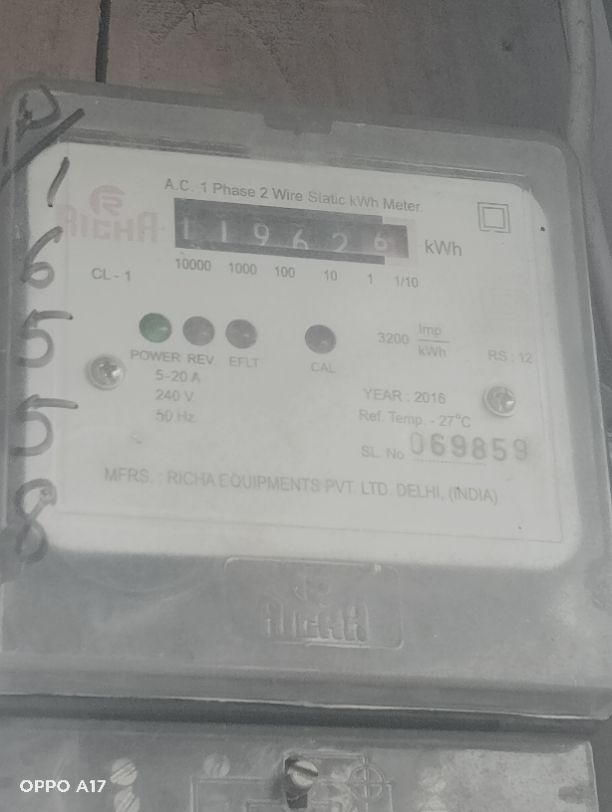 A.C. 1 Phase 2 Wire Static kWh Meter.
RICHA
1 1 9 6 2 6 kWh
CL - 1
10000 1000 100 10 1 1/10
3200 Imp/kWh
RS : 12
POWER REV. EFLT CAL
5-20 A
240 V.
50 Hz.
YEAR : 2016
Ref. Temp. - 27°C
SL. No 069859
MFRS. : RICHA EQUIPMENTS PVT. LTD. DELHI, (INDIA)
RICHA
1
6
5
5
8
OPPO A17